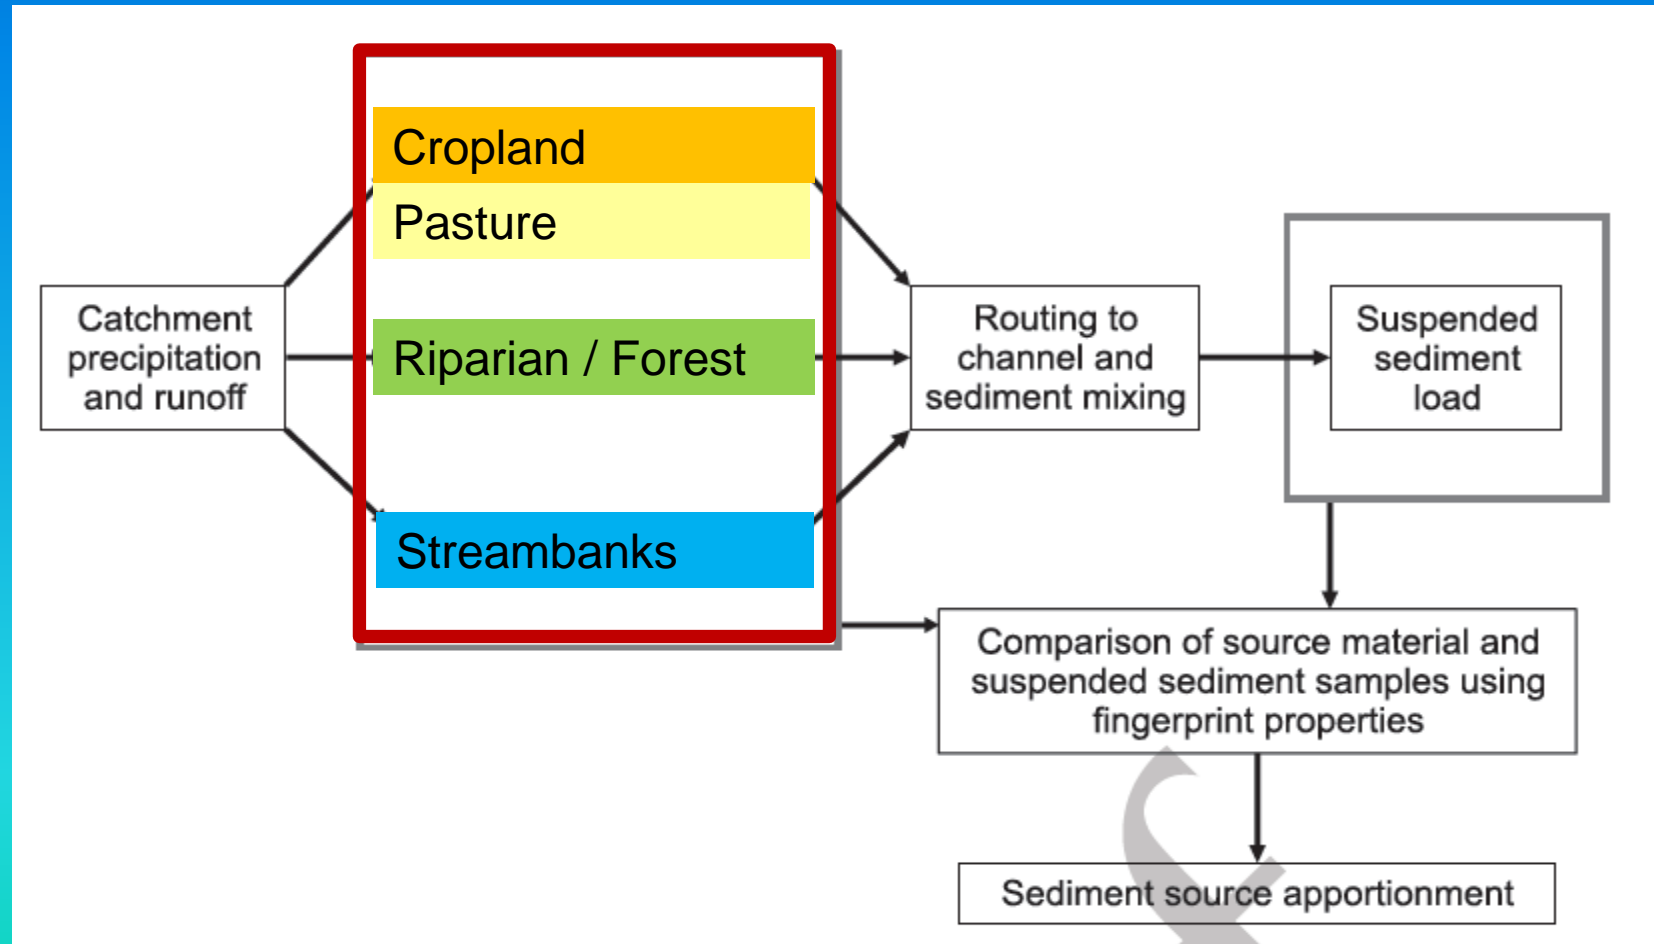 Cropland
Pasture
Riparian / Forest
Streambanks
Catchment
precipitation
and runoff
Routing to
channel and
sediment mixing
Suspended
sediment
load
Comparison of source material and
suspended sediment samples using
fingerprint properties
Sediment source apportionment